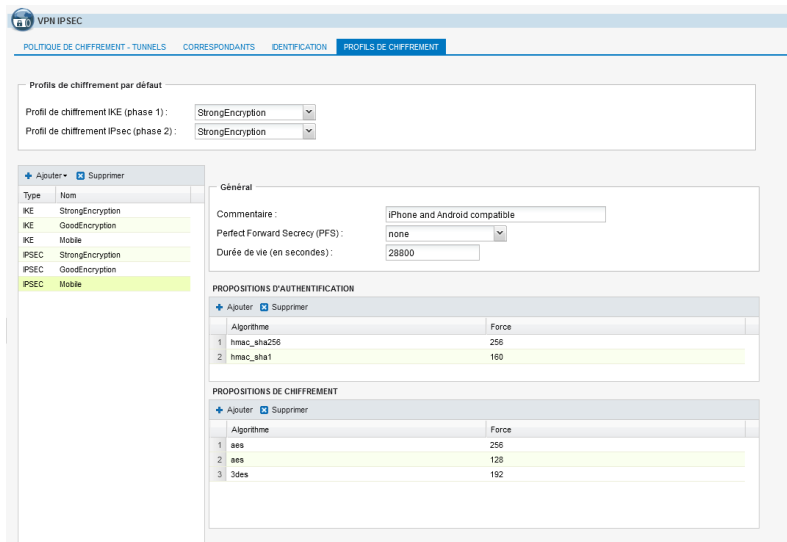 VPN IPSEC
POLITIQUE DE CHIFFREMENT - TUNNELS CORRESPONDANTS IDENTIFICATION PROFILS DE CHIFFREMENT
Profils de chiffrement par défaut
Profil de chiffrement IKE (phase 1) : StrongEncryption
Profil de chiffrement IPsec (phase 2) : StrongEncryption
Ajouter Supprimer
Type Nom
IKE StrongEncryption
IKE GoodEncryption
IKE Mobile
IPSEC StrongEncryption
IPSEC GoodEncryption
IPSEC Mobile
Général
Commentaire : iPhone and Android compatible
Perfect Forward Secrecy (PFS) : none
Durée de vie (en secondes) : 28800
PROPOSITIONS D'AUTHENTIFICATION
Ajouter Supprimer
Algorithme Force
1 hmac_sha256 256
2 hmac_sha1 160
PROPOSITIONS DE CHIFFREMENT
Ajouter Supprimer
Algorithme Force
1 aes 256
2 aes 128
3 3des 192